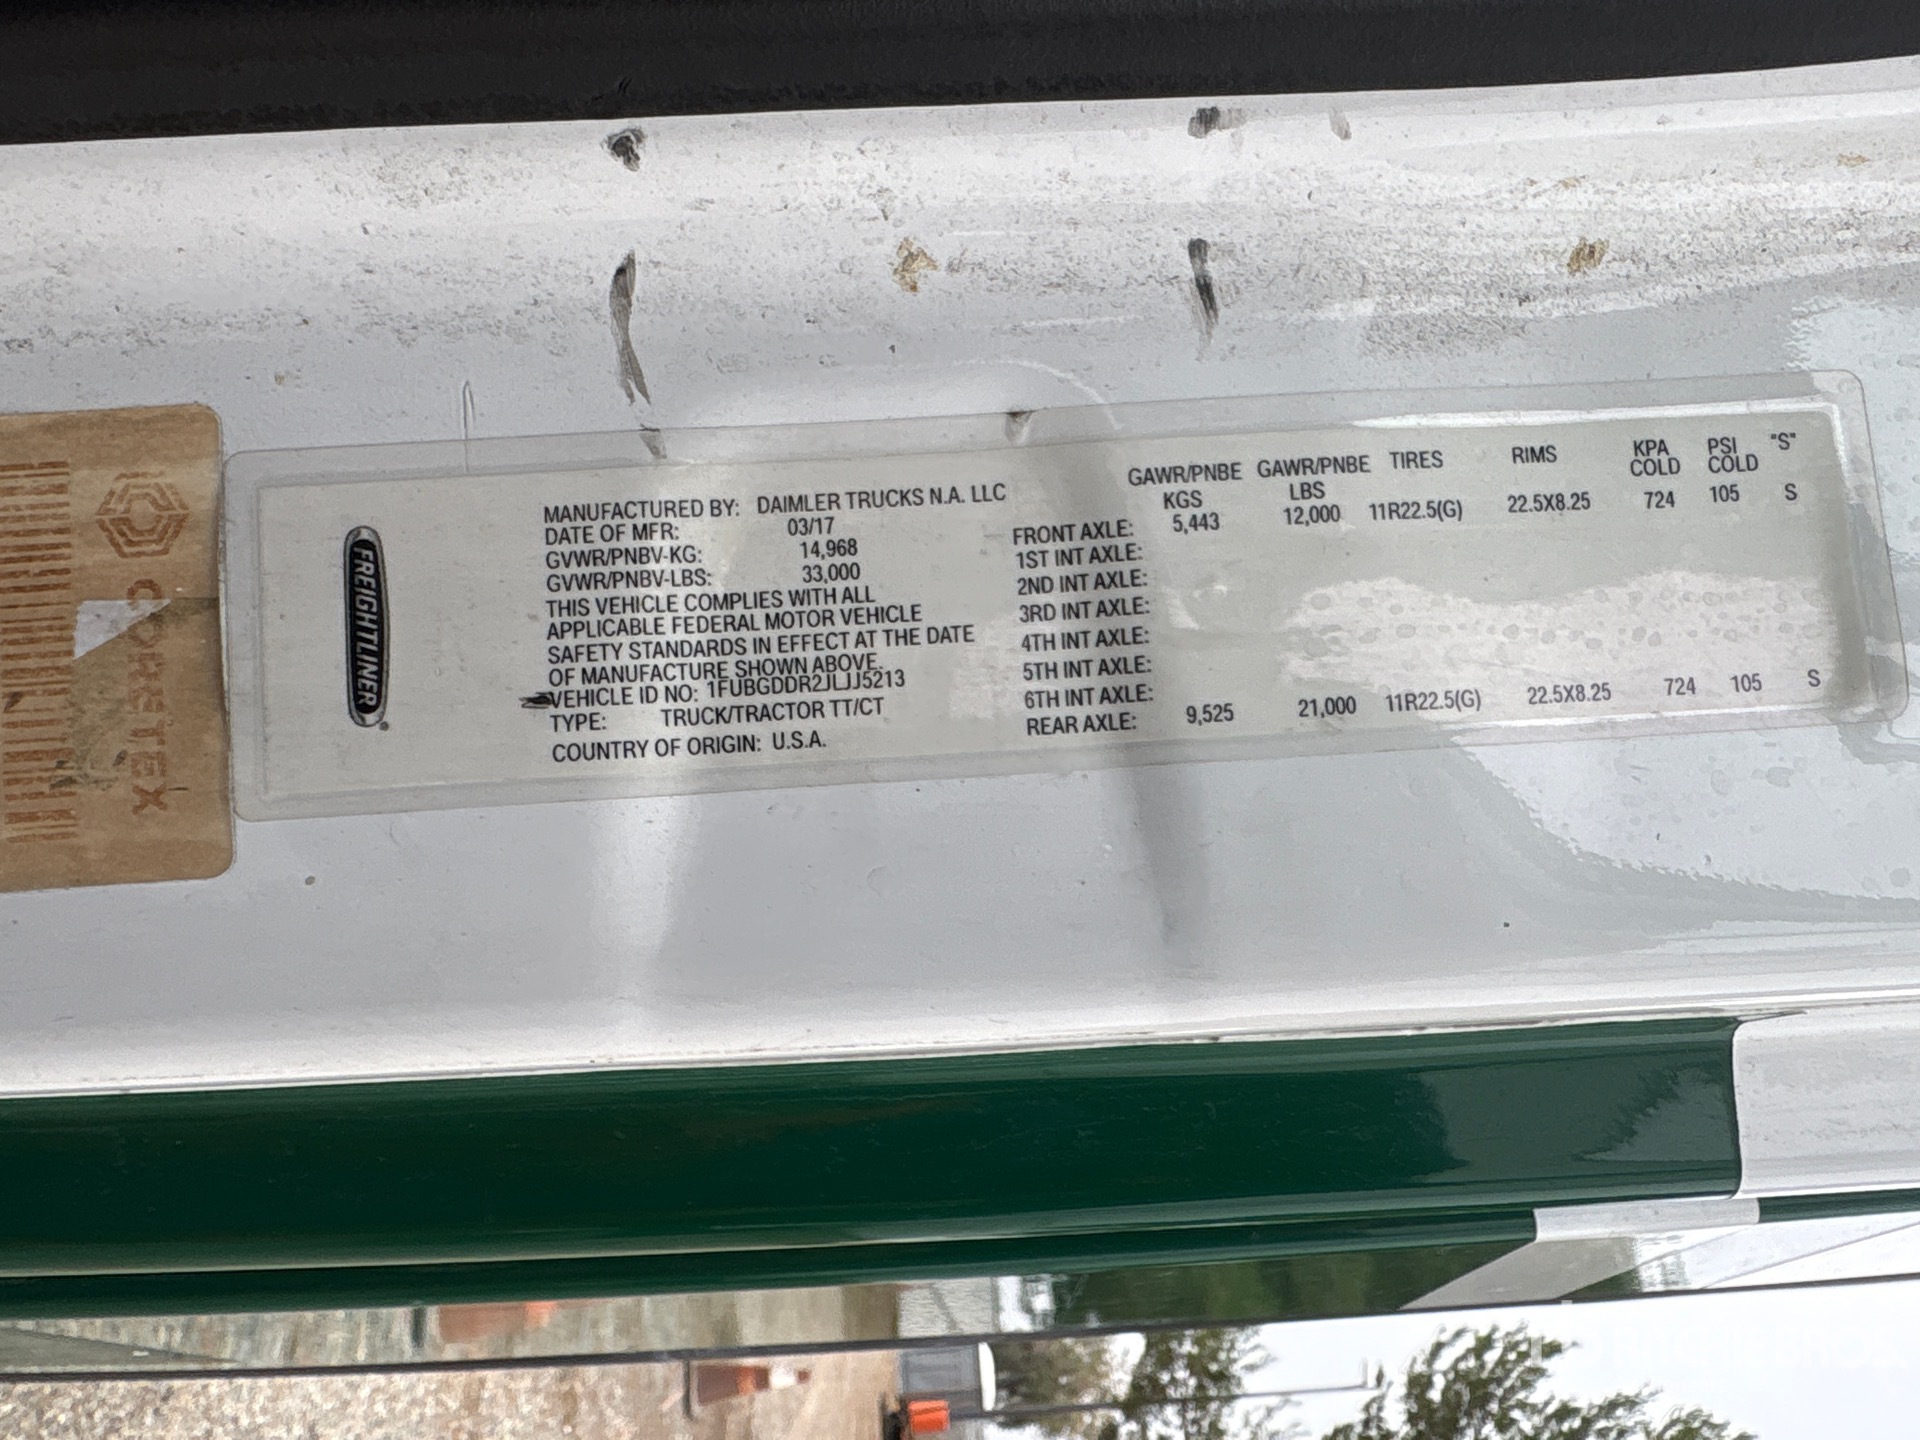 CORETEX
FREIGHTLINER
MANUFACTURED BY: DAIMLER TRUCKS N.A. LLC
DATE OF MFR: 03/17
GVWR/PNBV-KG: 14,968
GVWR/PNBV-LBS: 33,000
THIS VEHICLE COMPLIES WITH ALL
APPLICABLE FEDERAL MOTOR VEHICLE
SAFETY STANDARDS IN EFFECT AT THE DATE
OF MANUFACTURE SHOWN ABOVE.
VEHICLE ID NO: 1FUBGDDR2JLJJ5213
TYPE: TRUCK/TRACTOR TT/CT
COUNTRY OF ORIGIN: U.S.A.
GAWR/PNBE GAWR/PNBE TIRES RIMS KPA PSI "S"
KGS LBS COLD COLD
FRONT AXLE: 5,443 12,000 11R22.5(G) 22.5X8.25 724 105 S
1ST INT AXLE:
2ND INT AXLE:
3RD INT AXLE:
4TH INT AXLE:
5TH INT AXLE:
6TH INT AXLE:
REAR AXLE: 9,525 21,000 11R22.5(G) 22.5X8.25 724 105 S